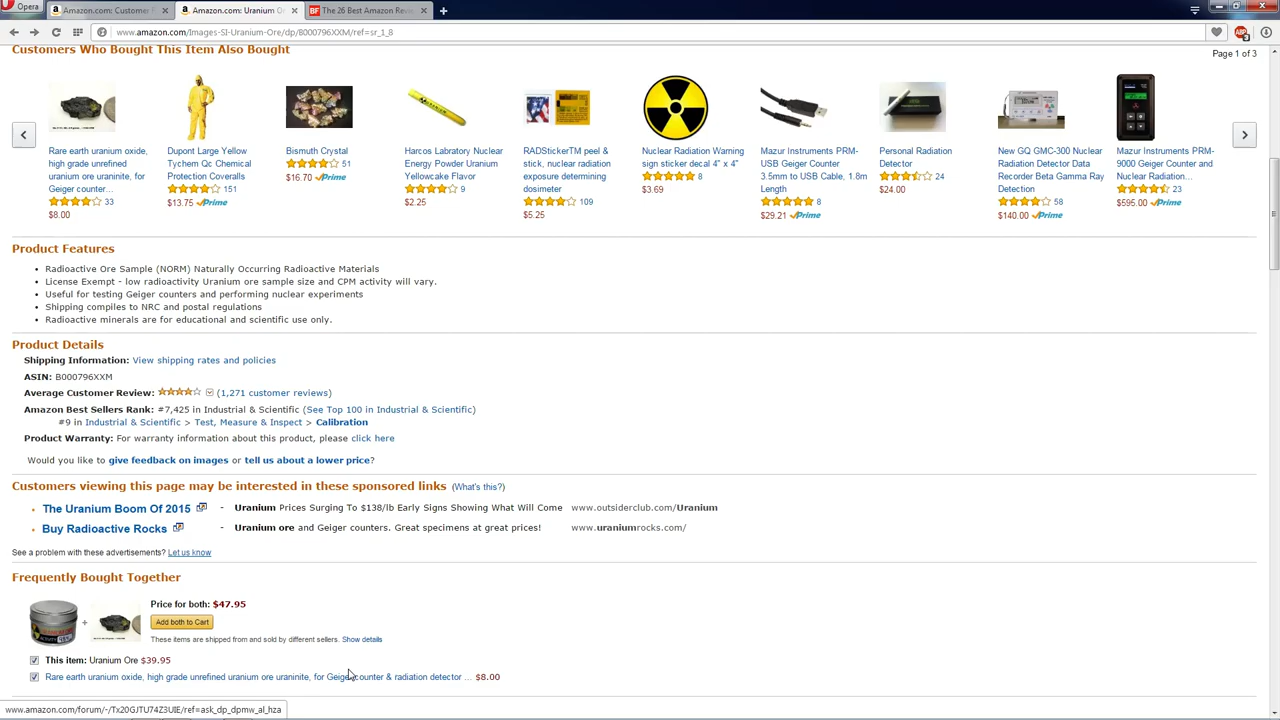 Opera
Amazon.com: Customer
Amazon.com: Uranium O
BF The 26 Best Amazon Rev
www.amazon.com/Images-SI-Uranium-Ore/dp/B000796XXM/ref=sr_1_8
ABP
Customers Who Bought This Item Also Bought
Page 1 of 3
Rare earth uranium oxide, high grade unrefined uranium ore uraninite, for Geiger counter...
33
$8.00
Dupont Large Yellow Tychem Qc Chemical Protection Coveralls
151
$13.75 Prime
Bismuth Crystal
51
$16.70 Prime
Harcos Labratory Nuclear Energy Powder Uranium Yellowcake Flavor
9
$2.25
RADStickerTM peel & stick, nuclear radiation exposure determining dosimeter
109
$5.25
Nuclear Radiation Warning sign sticker decal 4" x 4"
8
$3.69
Mazur Instruments PRM-USB Geiger Counter 3.5mm to USB Cable, 1.8m Length
8
$29.21 Prime
Personal Radiation Detector
24
$24.00
New GQ GMC-300 Nuclear Radiation Detector Data Recorder Beta Gamma Ray Detection
58
$140.00 Prime
Mazur Instruments PRM-9000 Geiger Counter and Nuclear Radiation...
23
$595.00 Prime
Product Features
• Radioactive Ore Sample (NORM) Naturally Occurring Radioactive Materials
• License Exempt - low radioactivity Uranium ore sample size and CPM activity will vary.
• Useful for testing Geiger counters and performing nuclear experiments
• Shipping compiles to NRC and postal regulations
• Radioactive minerals are for educational and scientific use only.
Product Details
Shipping Information: View shipping rates and policies
ASIN: B000796XXM
Average Customer Review: (1,271 customer reviews)
Amazon Best Sellers Rank: #7,425 in Industrial & Scientific (See Top 100 in Industrial & Scientific)
#9 in Industrial & Scientific > Test, Measure & Inspect > Calibration
Product Warranty: For warranty information about this product, please click here
Would you like to give feedback on images or tell us about a lower price?
Customers viewing this page may be interested in these sponsored links (What's this?)
• The Uranium Boom Of 2015 - Uranium Prices Surging To $138/lb Early Signs Showing What Will Come www.outsiderclub.com/Uranium
• Buy Radioactive Rocks - Uranium ore and Geiger counters. Great specimens at great prices! www.uraniumrocks.com/
See a problem with these advertisements? Let us know
Frequently Bought Together
Price for both: $47.95
+
Add both to Cart
These items are shipped from and sold by different sellers. Show details
This item: Uranium Ore $39.95
Rare earth uranium oxide, high grade unrefined uranium ore uraninite, for Geiger counter & radiation detector ... $8.00
www.amazon.com/forum/-/Tx20GJTU74Z3UIE/ref=ask_dp_dpmw_al_hza